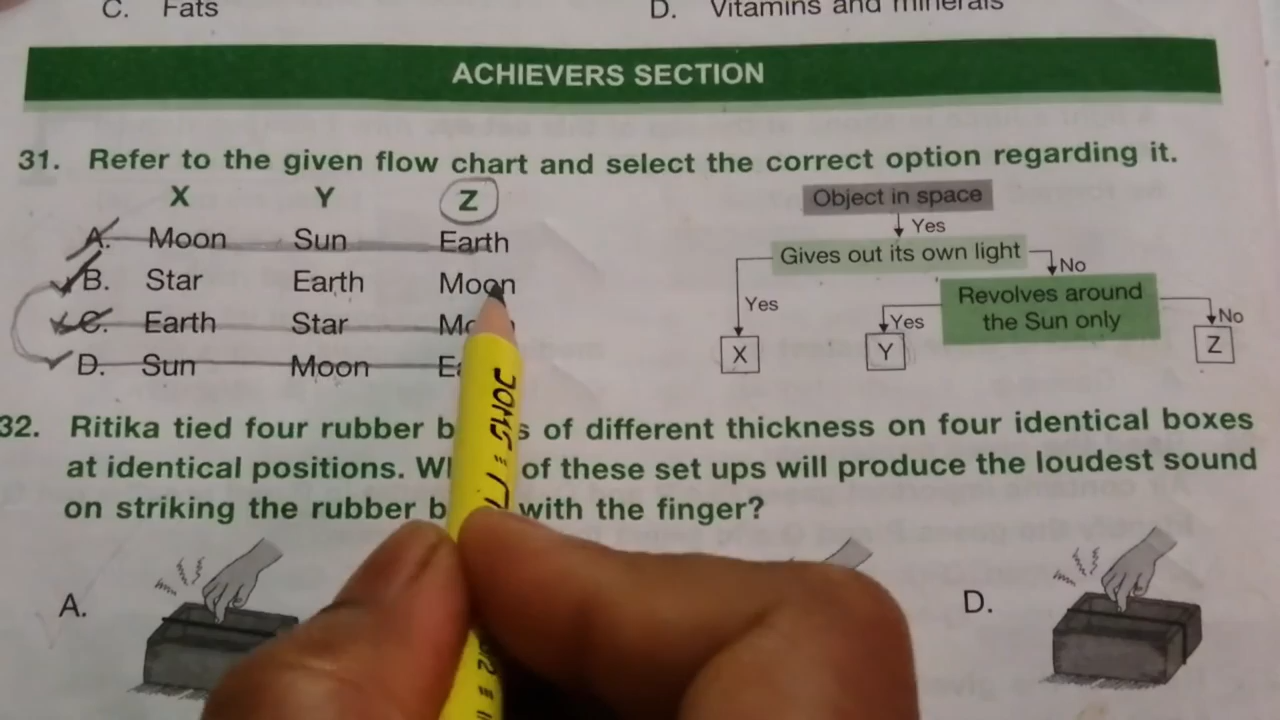 C. Fats D. Vitamins and minerals
ACHIEVERS SECTION
31. Refer to the given flow chart and select the correct option regarding it.
X Y Z
A. Moon Sun Earth
B. Star Earth Moon
C. Earth Star
D. Sun Moon
Object in space
Yes
Gives out its own light
No
Yes
Revolves around
the Sun only
Yes
No
X
Y
Z
32. Ritika tied four rubber of different thickness on four identical boxes
at identical positions. of these set ups will produce the loudest sound
on striking the rubber with the finger?
A. D.